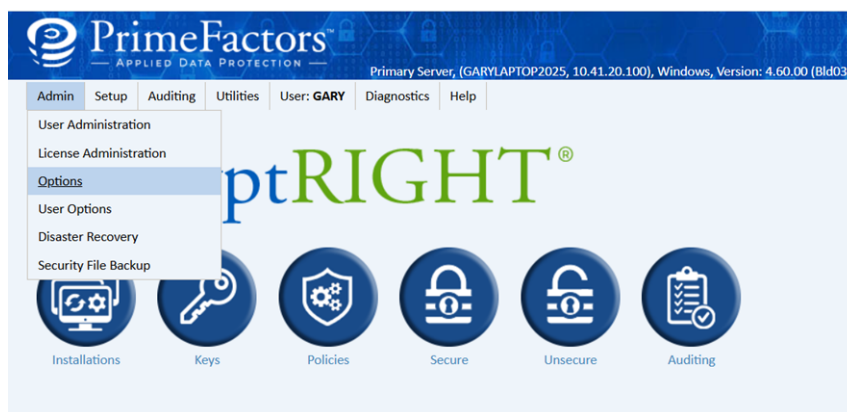 PrimeFactors™
— APPLIED DATA PROTECTION —
Primary Server, (GARYLAPTOP2025, 10.41.20.100), Windows, Version: 4.60.00 (Bld03
Admin Setup Auditing Utilities User: GARY Diagnostics Help
User Administration
License Administration
Options
User Options
Disaster Recovery
Security File Backup
ptRIGHT®
Installations Keys Policies Secure Unsecure Auditing